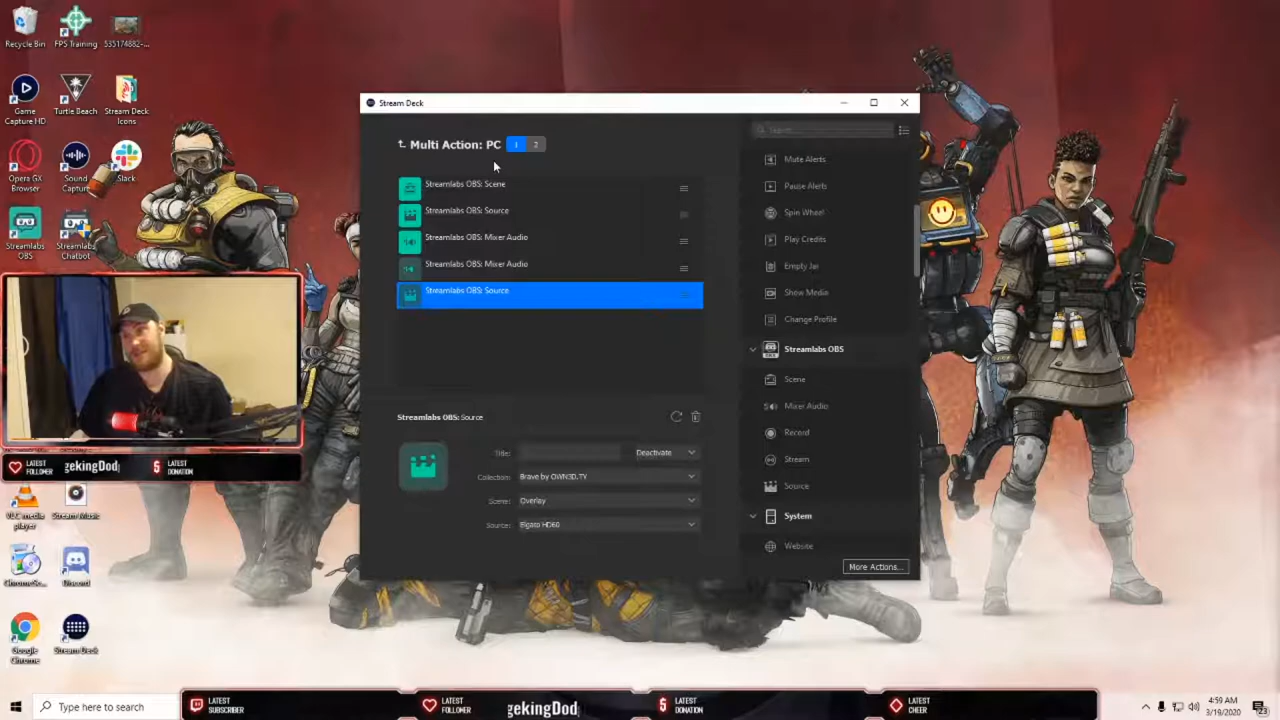 Recycle Bin
FPS Training
535174882-...
Game
Capture HD
Turtle Beach
Stream Deck
Icons
Opera GX
Browser
Sound
Capture
Slack
Streamlabs
OBS
Streamlabs
Chatbot
LATEST
FOLLOWER
gekingDod
LATEST
DONATION
VLC media
player
Stream Music
ChromeSe...
Discord
Google
Chrome
Stream Deck
Stream Deck
Multi Action: PC
1
2
Streamlabs OBS: Scene
Streamlabs OBS: Source
Streamlabs OBS: Mixer Audio
Streamlabs OBS: Mixer Audio
Streamlabs OBS: Source
Streamlabs OBS: Source
Title:
Deactivate
Collection:
Brave by OWN3D.TV
Scene:
Overlay
Source:
Elgato HD60
Search...
Mute Alerts
Pause Alerts
Spin Wheel
Play Credits
Empty Jar
Show Media
Change Profile
Streamlabs OBS
Scene
Mixer Audio
Record
Stream
Source
System
Website
More Actions...
Type here to search
LATEST
SUBSCRIBER
LATEST
FOLLOWER
gekingDod
LATEST
DONATION
LATEST
CHEER
4:59 AM
3/19/2020
23